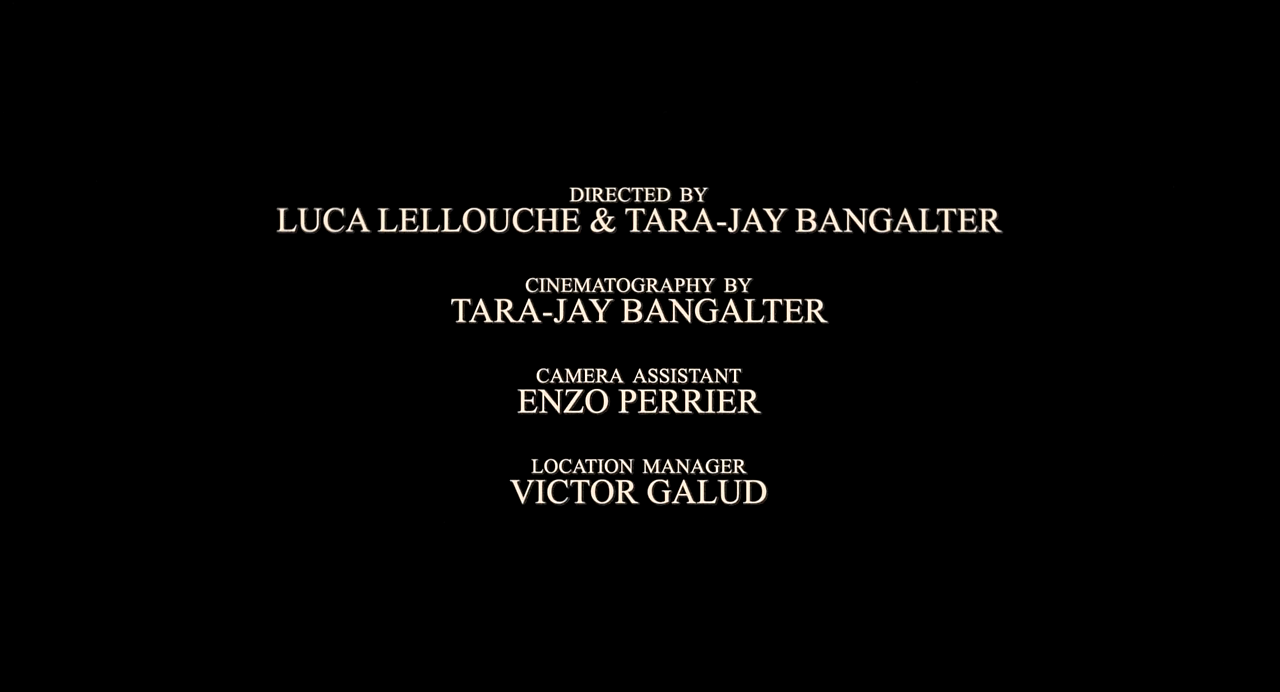 DIRECTED BY
LUCA LELLOUCHE & TARA-JAY BANGALTER
CINEMATOGRAPHY BY
TARA-JAY BANGALTER
CAMERA ASSISTANT
ENZO PERRIER
LOCATION MANAGER
VICTOR GALUD